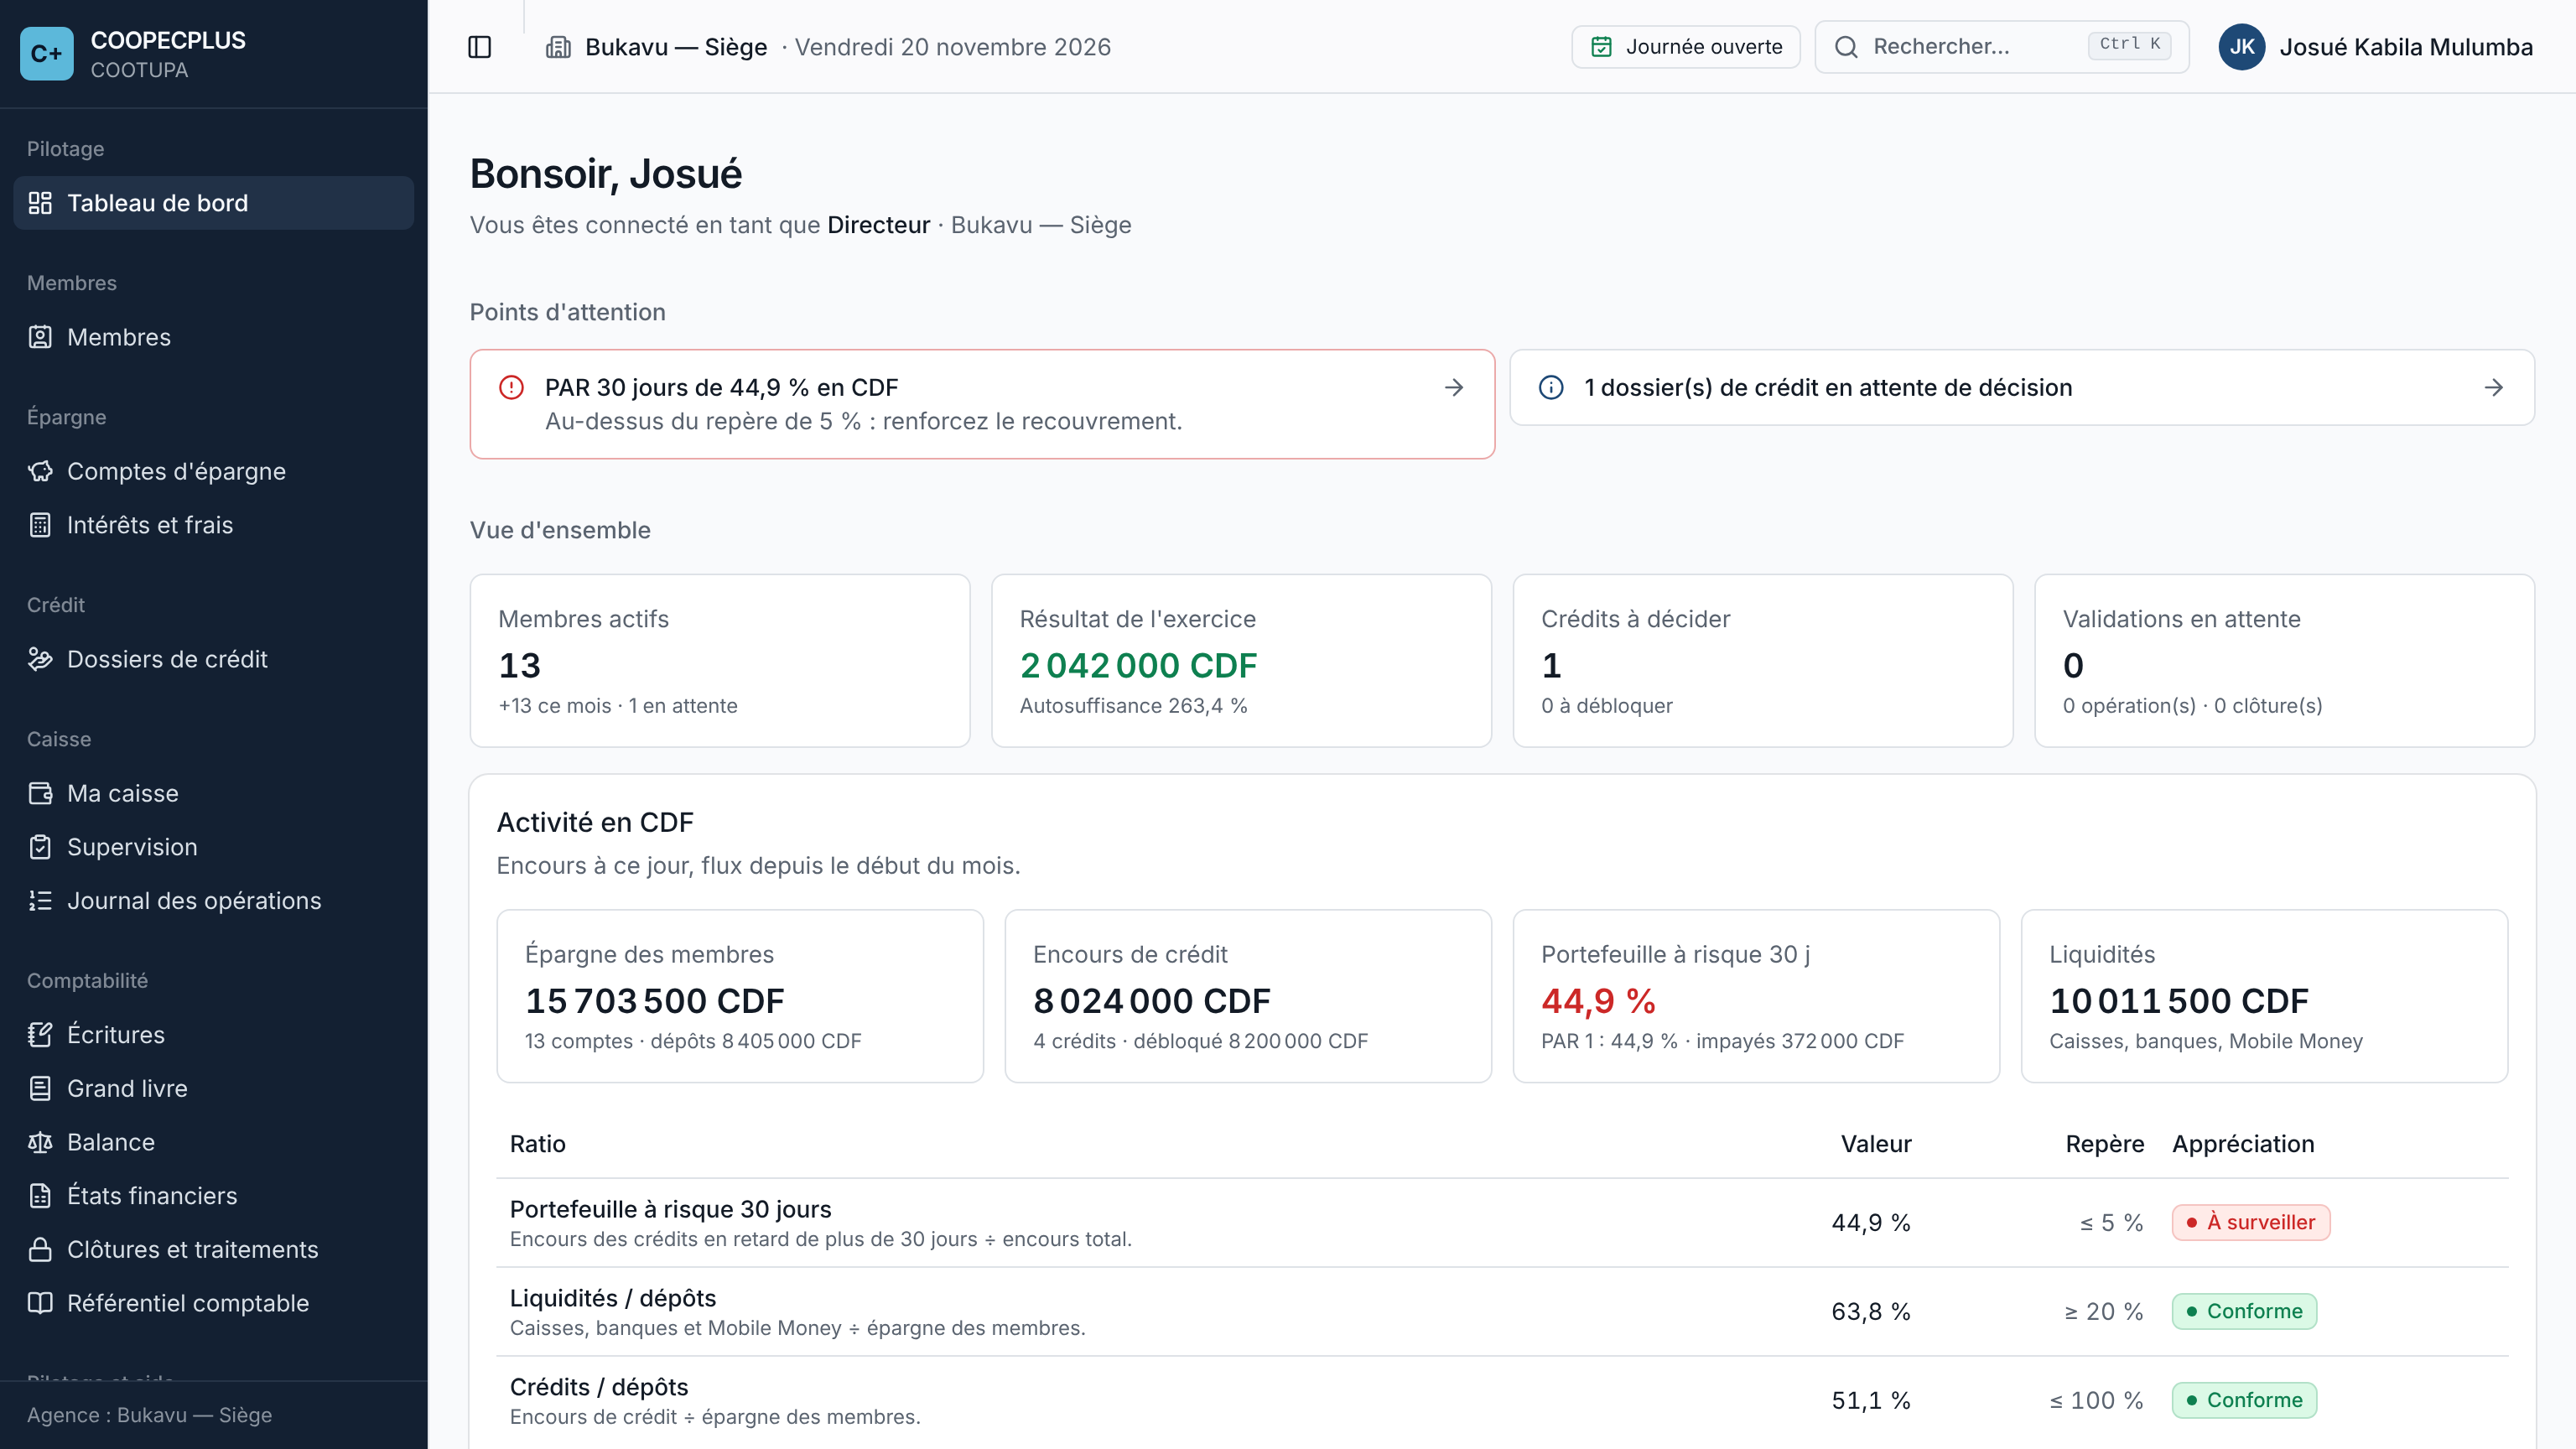 C+
COOPECPLUS
COOTUPA
Pilotage
Tableau de bord
Membres
Membres
Épargne
Comptes d'épargne
Intérêts et frais
Crédit
Dossiers de crédit
Caisse
Ma caisse
Supervision
Journal des opérations
Comptabilité
Écritures
Grand livre
Balance
États financiers
Clôtures et traitements
Référentiel comptable
Agence : Bukavu — Siège
Bukavu — Siège · Vendredi 20 novembre 2026
Journée ouverte
Rechercher... Ctrl K
JK Josué Kabila Mulumba
Bonsoir, Josué
Vous êtes connecté en tant que Directeur · Bukavu — Siège
Points d'attention
PAR 30 jours de 44,9 % en CDF
Au-dessus du repère de 5 % : renforcez le recouvrement.
1 dossier(s) de crédit en attente de décision
Vue d'ensemble
Membres actifs
13
+13 ce mois · 1 en attente
Résultat de l'exercice
2 042 000 CDF
Autosuffisance 263,4 %
Crédits à décider
1
0 à débloquer
Validations en attente
0
0 opération(s) · 0 clôture(s)
Activité en CDF
Encours à ce jour, flux depuis le début du mois.
Épargne des membres
15 703 500 CDF
13 comptes · dépôts 8 405 000 CDF
Encours de crédit
8 024 000 CDF
4 crédits · débloqué 8 200 000 CDF
Portefeuille à risque 30 j
44,9 %
PAR 1 : 44,9 % · impayés 372 000 CDF
Liquidités
10 011 500 CDF
Caisses, banques, Mobile Money
Ratio Valeur Repère Appréciation
Portefeuille à risque 30 jours 44,9 % ≤ 5 % À surveiller
Encours des crédits en retard de plus de 30 jours ÷ encours total.
Liquidités / dépôts 63,8 % ≥ 20 % Conforme
Caisses, banques et Mobile Money ÷ épargne des membres.
Crédits / dépôts 51,1 % ≤ 100 % Conforme
Encours de crédit ÷ épargne des membres.